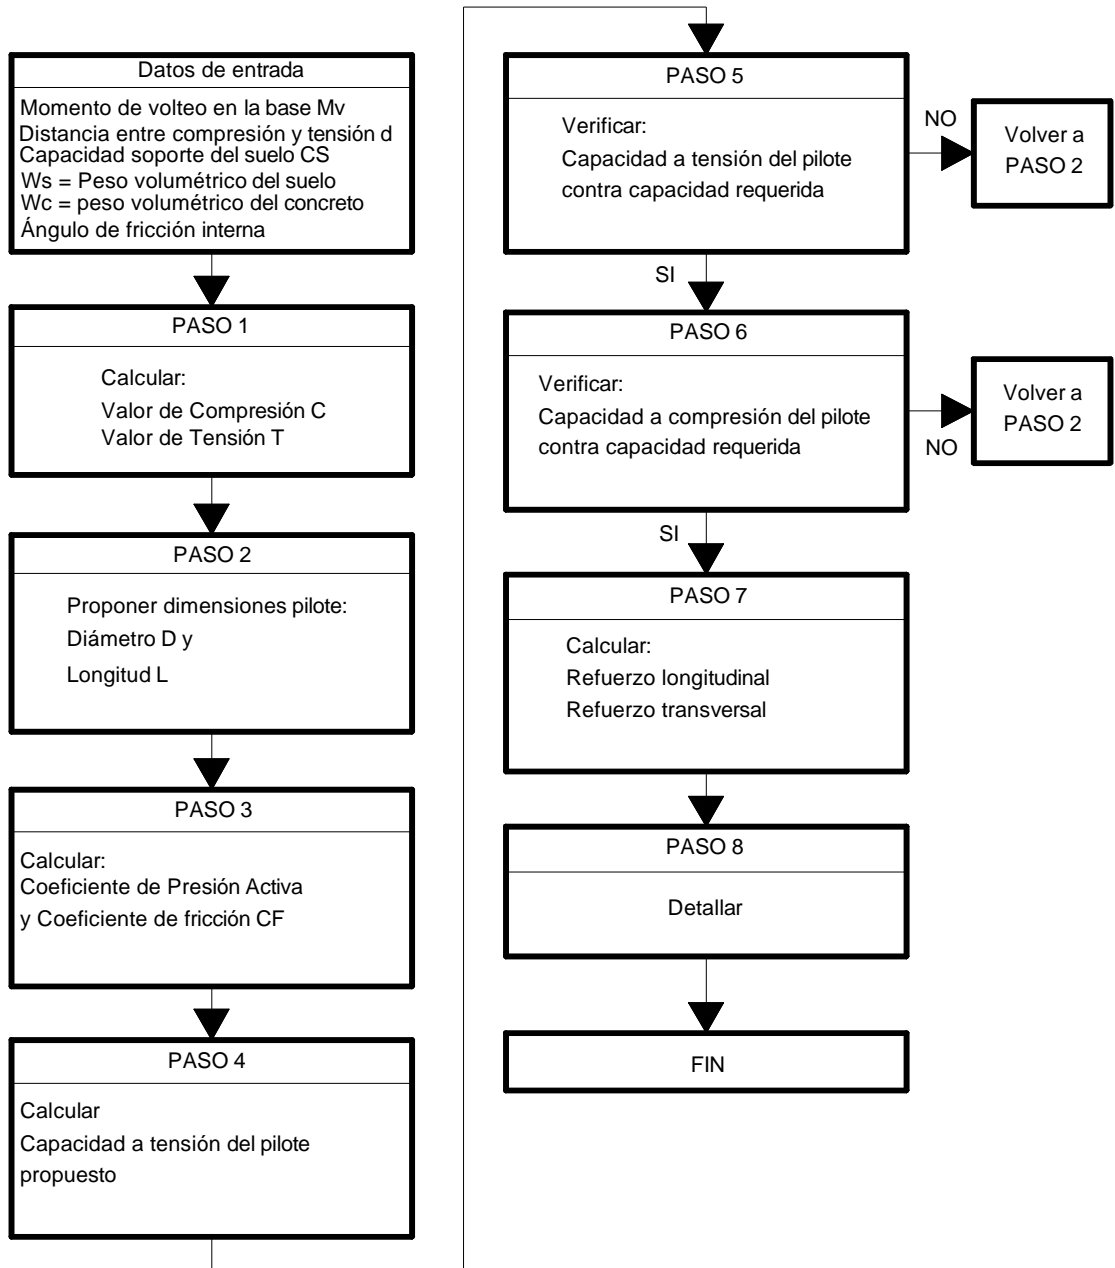 Datos de entrada
Momento de volteo en la base Mv
Distancia entre compresión y tensión d
Capacidad soporte del suelo CS
Ws = Peso volumétrico del suelo
Wc = peso volumétrico del concreto
Ángulo de fricción interna
PASO 1
Calcular:
Valor de Compresión C
Valor de Tensión T
PASO 2
Proponer dimensiones pilote:
Diámetro D y
Longitud L
PASO 3
Calcular:
Coeficiente de Presión Activa
y Coeficiente de fricción CF
PASO 4
Calcular
Capacidad a tensión del pilote
propuesto
PASO 5
Verificar:
Capacidad a tensión del pilote
contra capacidad requerida
NO
Volver a
PASO 2
SI
PASO 6
Verificar:
Capacidad a compresión del pilote
contra capacidad requerida
NO
Volver a
PASO 2
SI
PASO 7
Calcular:
Refuerzo longitudinal
Refuerzo transversal
PASO 8
Detallar
FIN